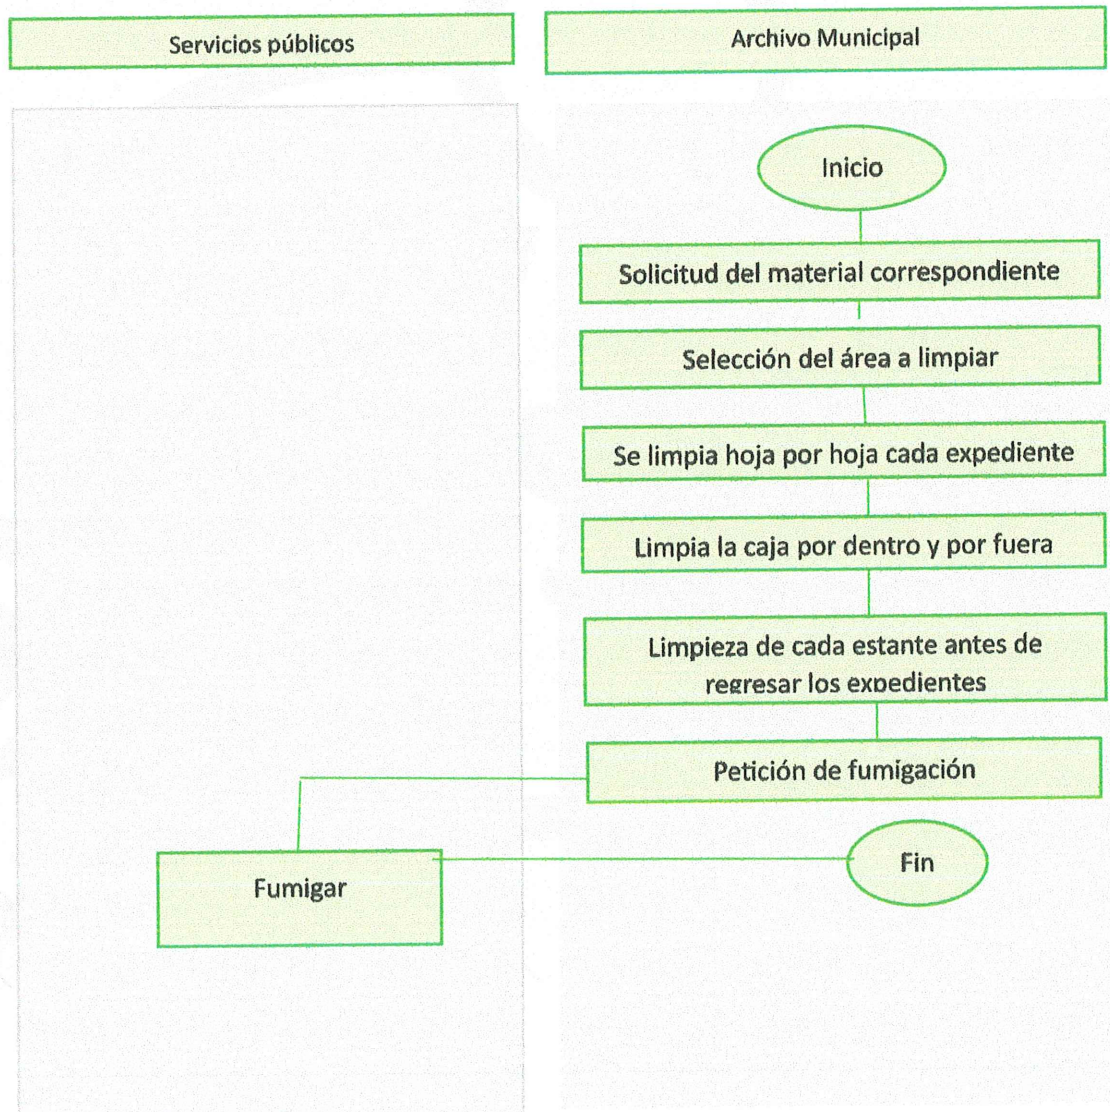 Servicios públicos
Archivo Municipal
Inicio
Solicitud del material correspondiente
Selección del área a limpiar
Se limpia hoja por hoja cada expediente
Limpia la caja por dentro y por fuera
Limpieza de cada estante antes de
regresar los expedientes
Petición de fumigación
Fumigar
Fin